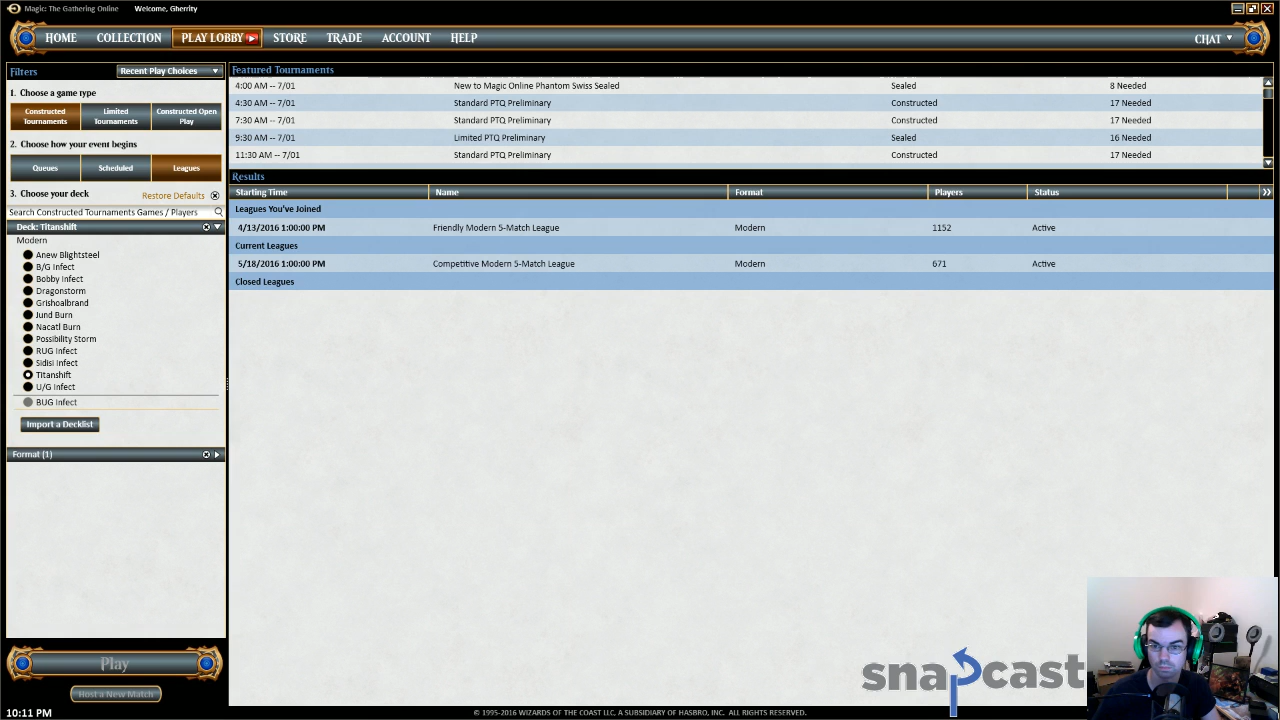 Magic: The Gathering Online Welcome, Gherrity
HOME COLLECTION PLAY LOBBY STORE TRADE ACCOUNT HELP CHAT
Filters Recent Play Choices
1. Choose a game type
Constructed Tournaments Limited Tournaments Constructed Open Play
2. Choose how your event begins
Queues Scheduled Leagues
3. Choose your deck Restore Defaults
Search Constructed Tournaments Games / Players
Deck: Titanshift
Modern
Anew Blightsteel
B/G Infect
Bobby Infect
Dragonstorm
Grishoalbrand
Jund Burn
Nacatl Burn
Possibility Storm
RUG Infect
Sidisi Infect
Titanshift
U/G Infect
BUG Infect
Import a Decklist
Format (1)
Play
Host a New Match
10:11 PM
Featured Tournaments
4:00 AM -- 7/01 New to Magic Online Phantom Swiss Sealed Sealed 8 Needed
4:30 AM -- 7/01 Standard PTQ Preliminary Constructed 17 Needed
7:30 AM -- 7/01 Standard PTQ Preliminary Constructed 17 Needed
9:30 AM -- 7/01 Limited PTQ Preliminary Sealed 16 Needed
11:30 AM -- 7/01 Standard PTQ Preliminary Constructed 17 Needed
Results
Starting Time Name Format Players Status
Leagues You've Joined
4/13/2016 1:00:00 PM Friendly Modern 5-Match League Modern 1152 Active
Current Leagues
5/18/2016 1:00:00 PM Competitive Modern 5-Match League Modern 671 Active
Closed Leagues
snapcast
© 1995-2016 WIZARDS OF THE COAST LLC, A SUBSIDIARY OF HASBRO, INC. ALL RIGHTS RESERVED.